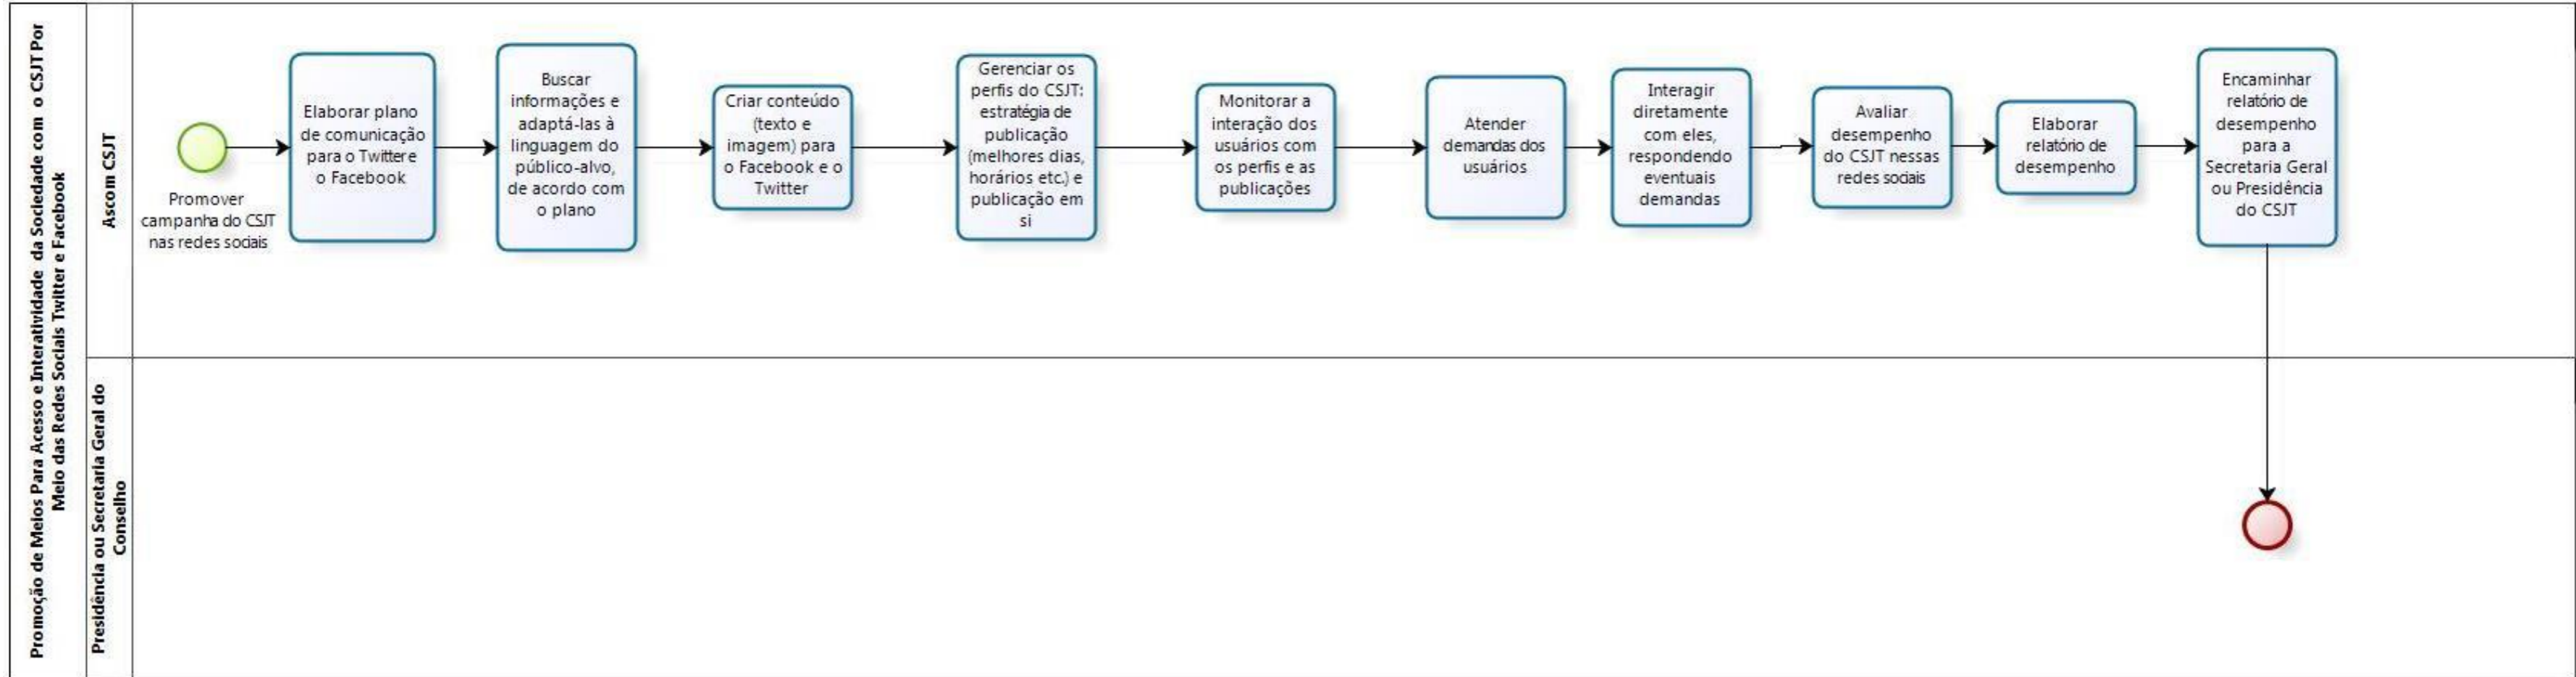 Promoção de Meios Para Acesso e Interatividade da Sociedade com o CSJT Por
Meio das Redes Sociais Twitter e Facebook
Ascom CSJT
Promover
campanha do CSJT
nas redes sociais
Elaborar plano
de comunicação
para o Twitter e
o Facebook
Buscar
informações e
adaptá-las à
linguagem do
público-alvo,
de acordo com
o plano
Criar conteúdo
(texto e
imagem) para
o Facebook e o
Twitter
Gerenciar os
perfis do CSJT:
estratégia de
publicação
(melhores dias,
horários etc.) e
publicação em
si
Monitorar a
interação dos
usuários com
os perfis e as
publicações
Atender
demandas dos
usuários
Interagir
diretamente
com eles,
respondendo
eventuais
demandas
Avaliar
desempenho
do CSJT nessas
redes sociais
Elaborar
relatório de
desempenho
Encaminhar
relatório de
desempenho
para a
Secretaria Geral
ou Presidência
do CSJT
Presidência ou Secretaria Geral do
Conselho